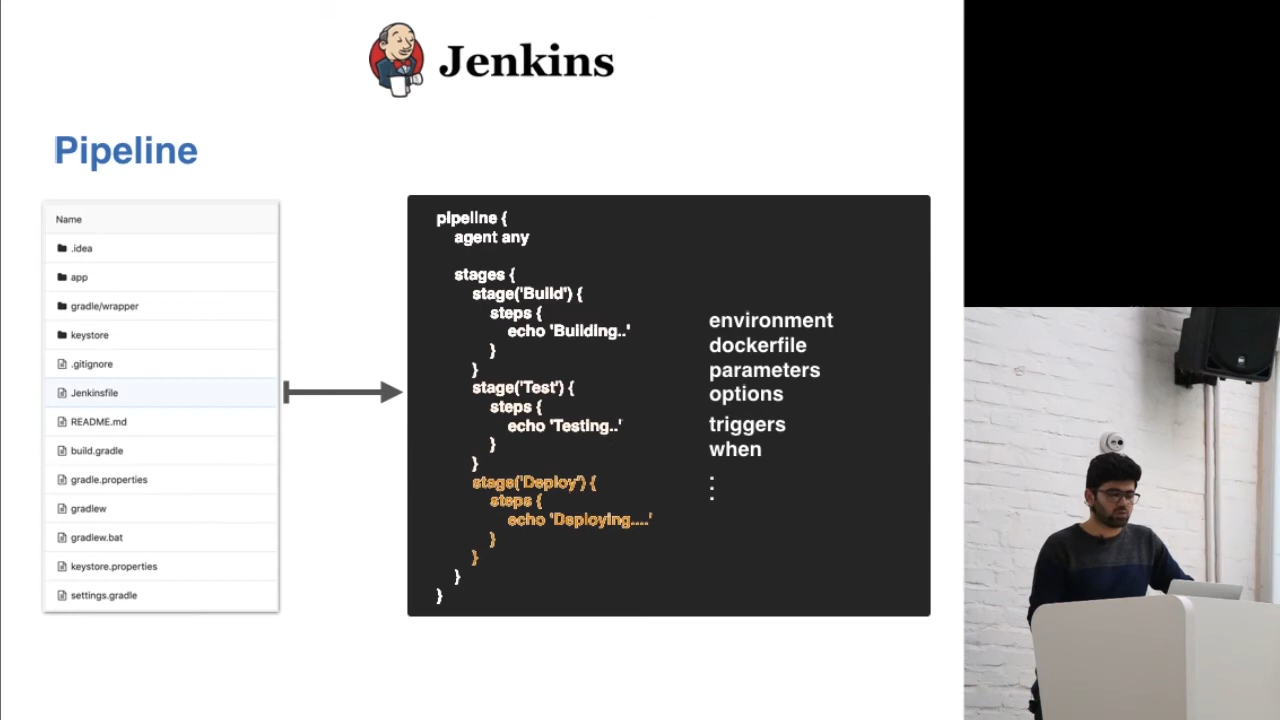 Jenkins
Pipeline
Name
.idea
app
gradle/wrapper
keystore
.gitignore
Jenkinsfile
README.md
build.gradle
gradle.properties
gradlew
gradlew.bat
keystore.properties
settings.gradle
pipeline {
agent any
stages {
stage('Build') {
steps {
echo 'Building..'
}
}
stage('Test') {
steps {
echo 'Testing..'
}
}
stage('Deploy') {
steps {
echo 'Deploying....'
}
}
}
}
environment
dockerfile
parameters
options
triggers
when
: